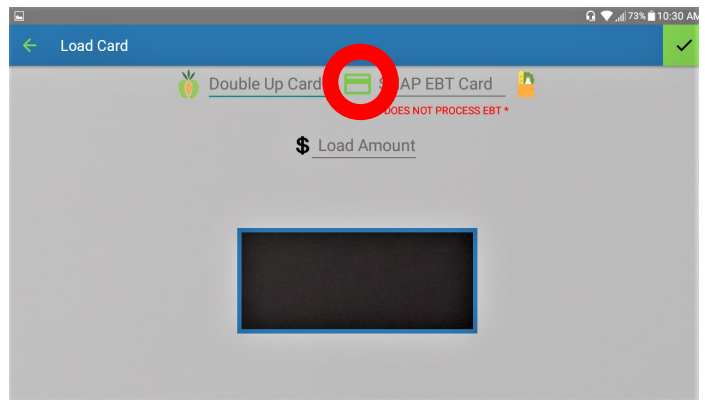 73% 10:30 AM
Load Card
Double Up Card AP EBT Card
DOES NOT PROCESS EBT *
$ Load Amount